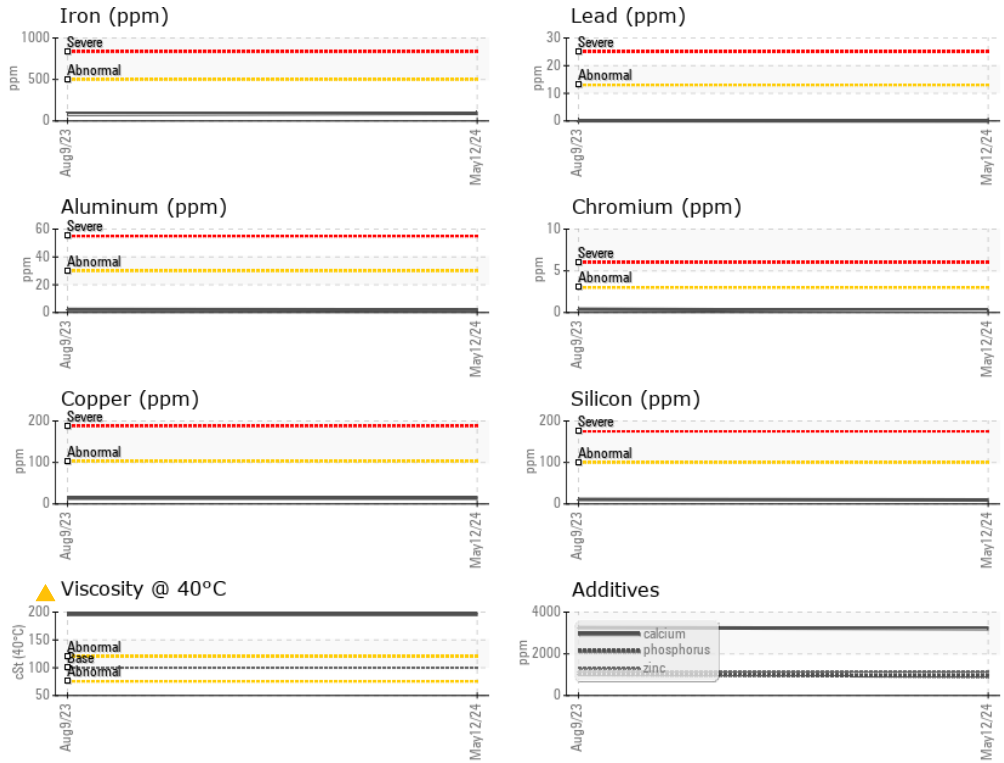 Iron (ppm)
1000
500
0
ppm
Severe
Abnormal
Aug9/23
May12/24
Lead (ppm)
30
20
10
0
ppm
Severe
Abnormal
Aug9/23
May12/24
Aluminum (ppm)
60
40
20
0
ppm
Severe
Abnormal
Aug9/23
May12/24
Chromium (ppm)
10
5
0
ppm
Severe
Abnormal
Aug9/23
May12/24
Copper (ppm)
200
100
0
ppm
Severe
Abnormal
Aug9/23
May12/24
Silicon (ppm)
200
100
0
ppm
Severe
Abnormal
Aug9/23
May12/24
Viscosity @ 40°C
200
150
100
50
cSt (40°C)
Abnormal
Base
Abnormal
Aug9/23
May12/24
Additives
4000
2000
0
ppm
calcium
phosphorus
zinc
Aug9/23
May12/24